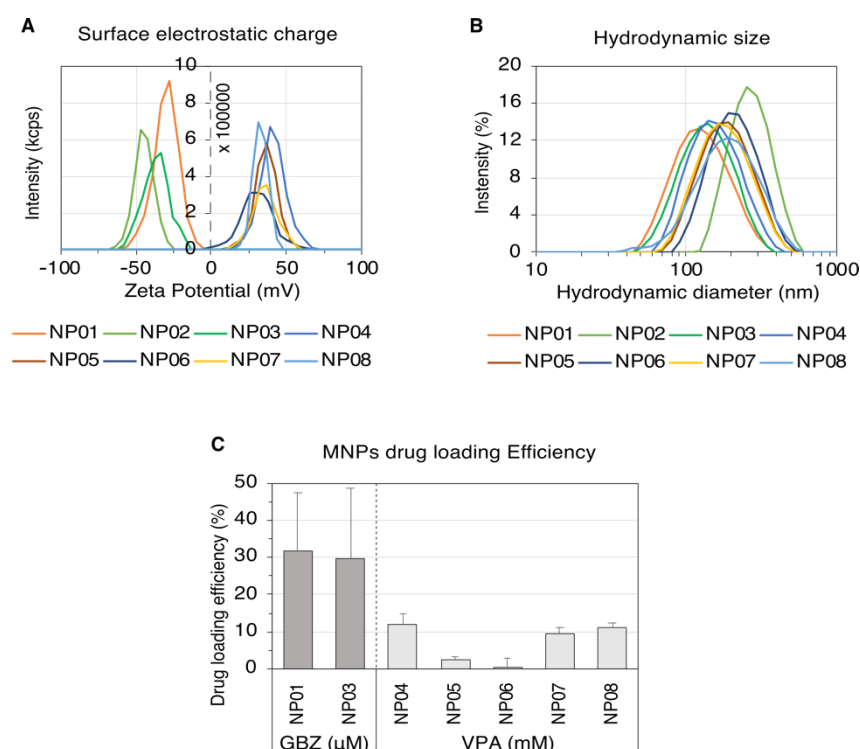 A
Surface electrostatic charge
10
8
6
4
2
0
x 100000
Intensity (kcps)
-100
-50
0
50
100
Zeta Potential (mV)
NP01 NP02 NP03 NP04
NP05 NP06 NP07 NP08
B
Hydrodynamic size
20
16
12
8
4
0
Instensity (%)
10
100
1000
Hydrodynamic diameter (nm)
NP01 NP02 NP03 NP04
NP05 NP06 NP07 NP08
C
MNPs drug loading Efficiency
50
40
30
20
10
0
Drug loading efficiency (%)
NP01
NP03
NP04
NP05
NP06
NP07
NP08
GBZ (µM)
VPA (mM)